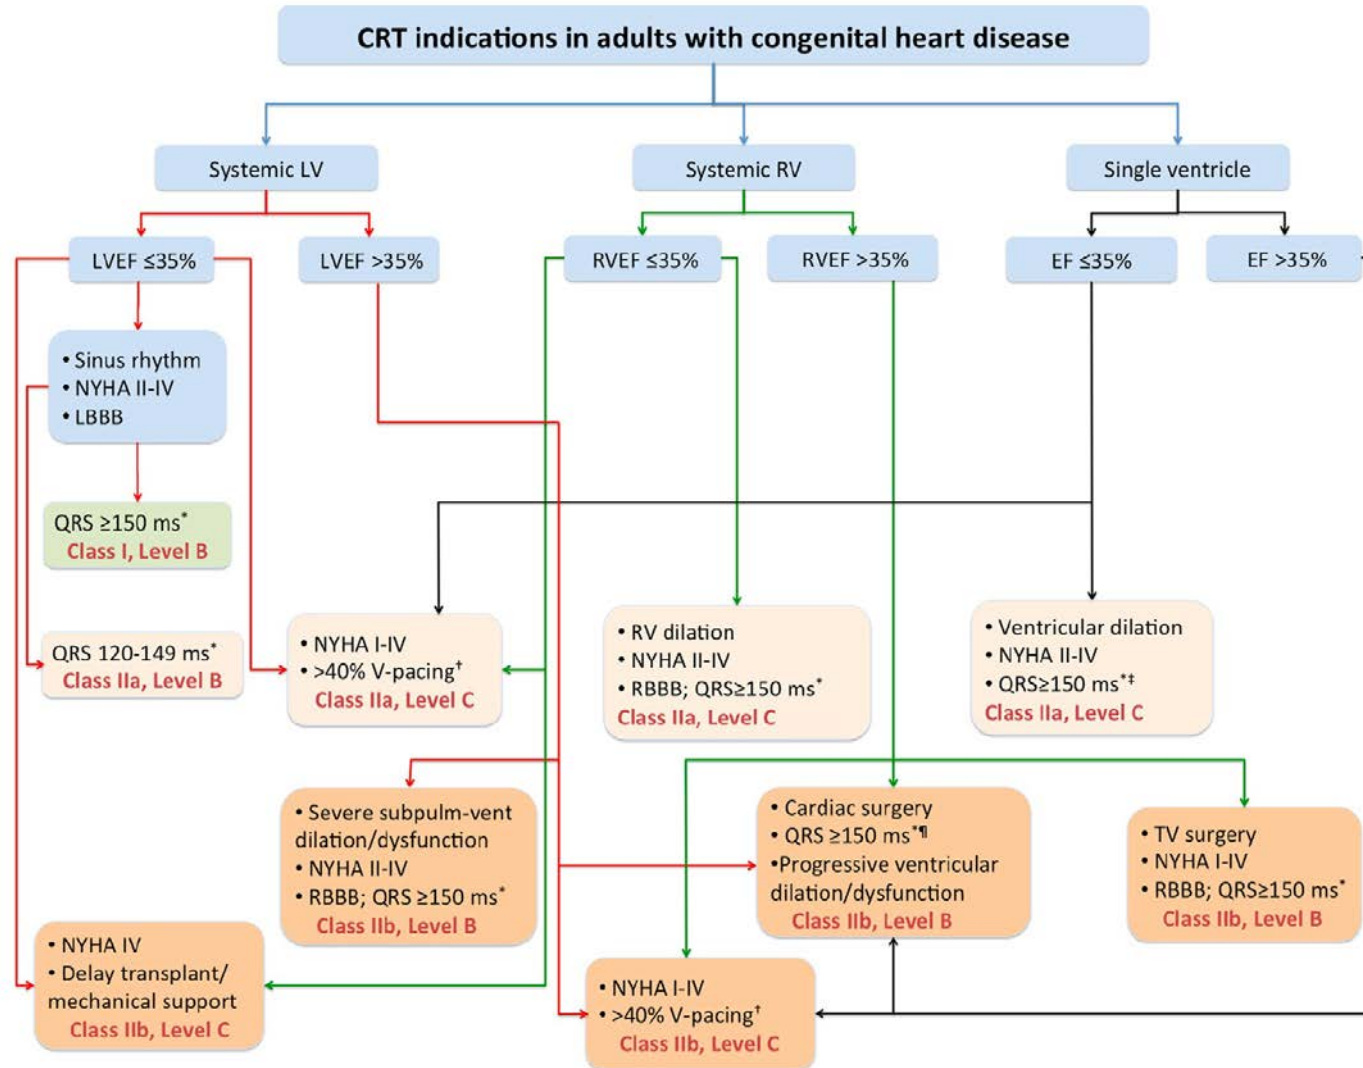 CRT indications in adults with congenital heart disease
Systemic LV
Systemic RV
Single ventricle
LVEF ≤35%
LVEF >35%
RVEF ≤35%
RVEF >35%
EF ≤35%
EF >35%
• Sinus rhythm
• NYHA II-IV
• LBBB
QRS ≥150 ms*
Class I, Level B
QRS 120-149 ms*
Class IIa, Level B
• NYHA I-IV
• >40% V-pacing†
Class IIa, Level C
• RV dilation
• NYHA II-IV
• RBBB; QRS≥150 ms*
Class IIa, Level C
• Ventricular dilation
• NYHA II-IV
• QRS≥150 ms*‡
Class IIa, Level C
• Severe subpulm-vent
dilation/dysfunction
• NYHA II-IV
• RBBB; QRS ≥150 ms*
Class IIb, Level B
• Cardiac surgery
• QRS ≥150 ms*¶
•Progressive ventricular
dilation/dysfunction
Class IIb, Level B
• TV surgery
• NYHA I-IV
• RBBB; QRS≥150 ms*
Class IIb, Level B
• NYHA IV
• Delay transplant/
mechanical support
Class IIb, Level C
• NYHA I-IV
• >40% V-pacing†
Class IIb, Level C